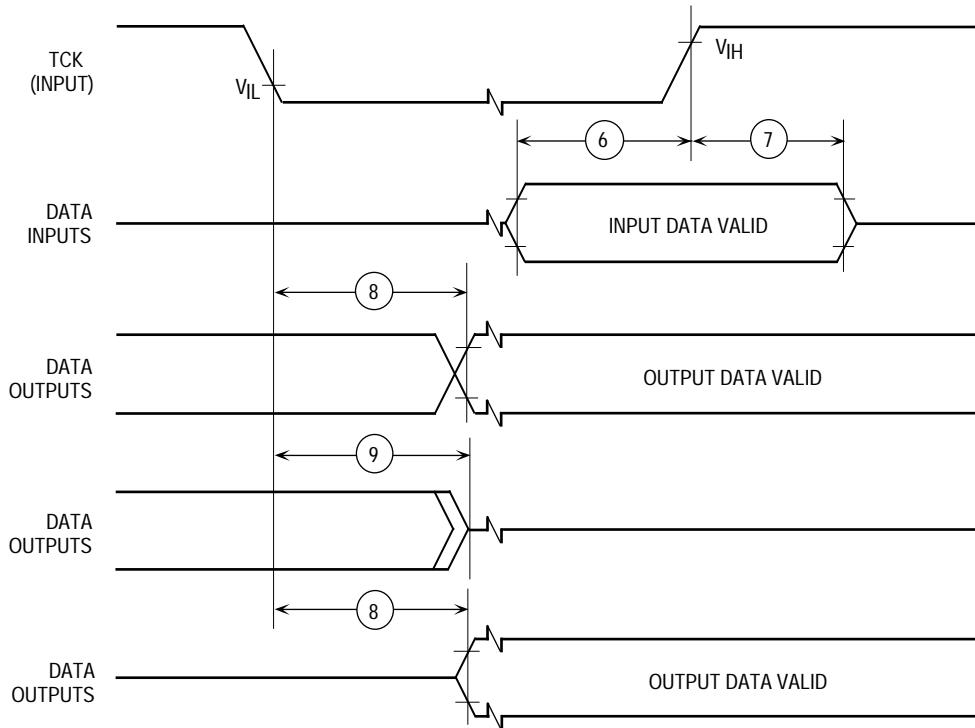 TCK
(INPUT)
VIL
VIH
6
7
DATA
INPUTS
INPUT DATA VALID
8
DATA
OUTPUTS
OUTPUT DATA VALID
9
DATA
OUTPUTS
8
DATA
OUTPUTS
OUTPUT DATA VALID